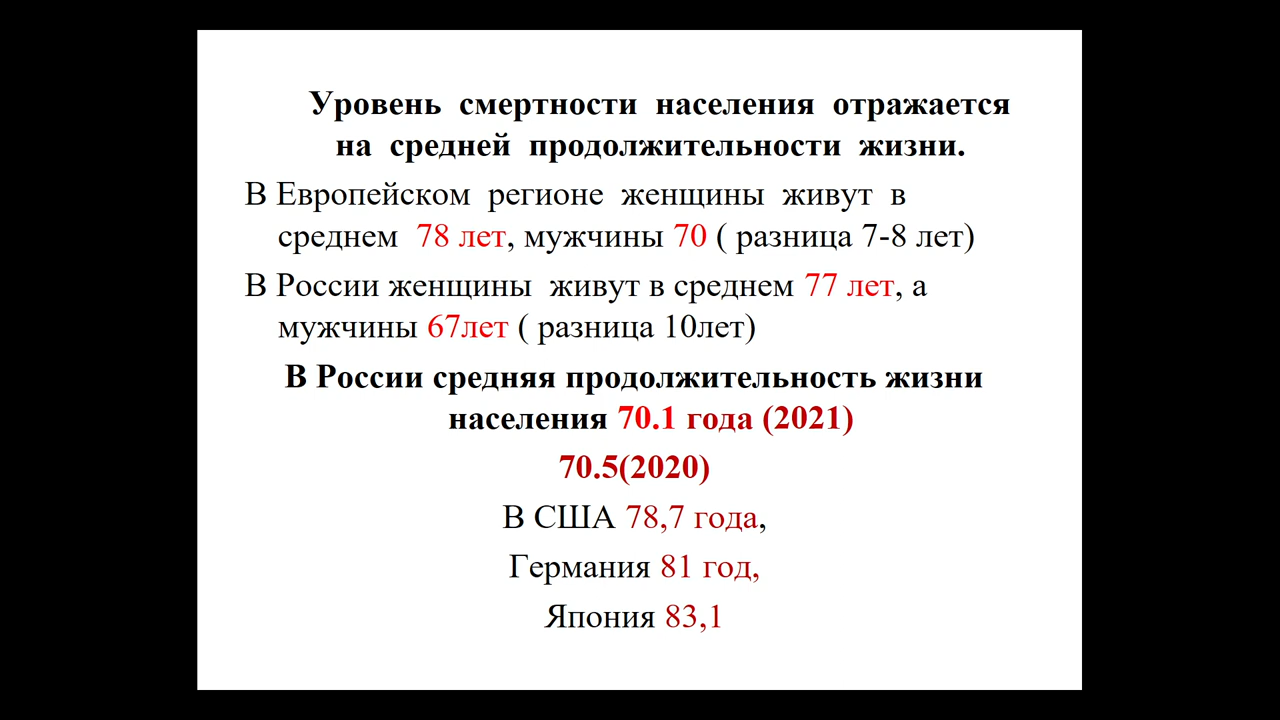 Уровень смертности населения отражается
на средней продолжительности жизни.
В Европейском регионе женщины живут в
среднем 78 лет, мужчины 70 ( разница 7-8 лет)
В России женщины живут в среднем 77 лет, а
мужчины 67лет ( разница 10лет)
В России средняя продолжительность жизни
населения 70.1 года (2021)
70.5(2020)
В США 78,7 года,
Германия 81 год,
Япония 83,1